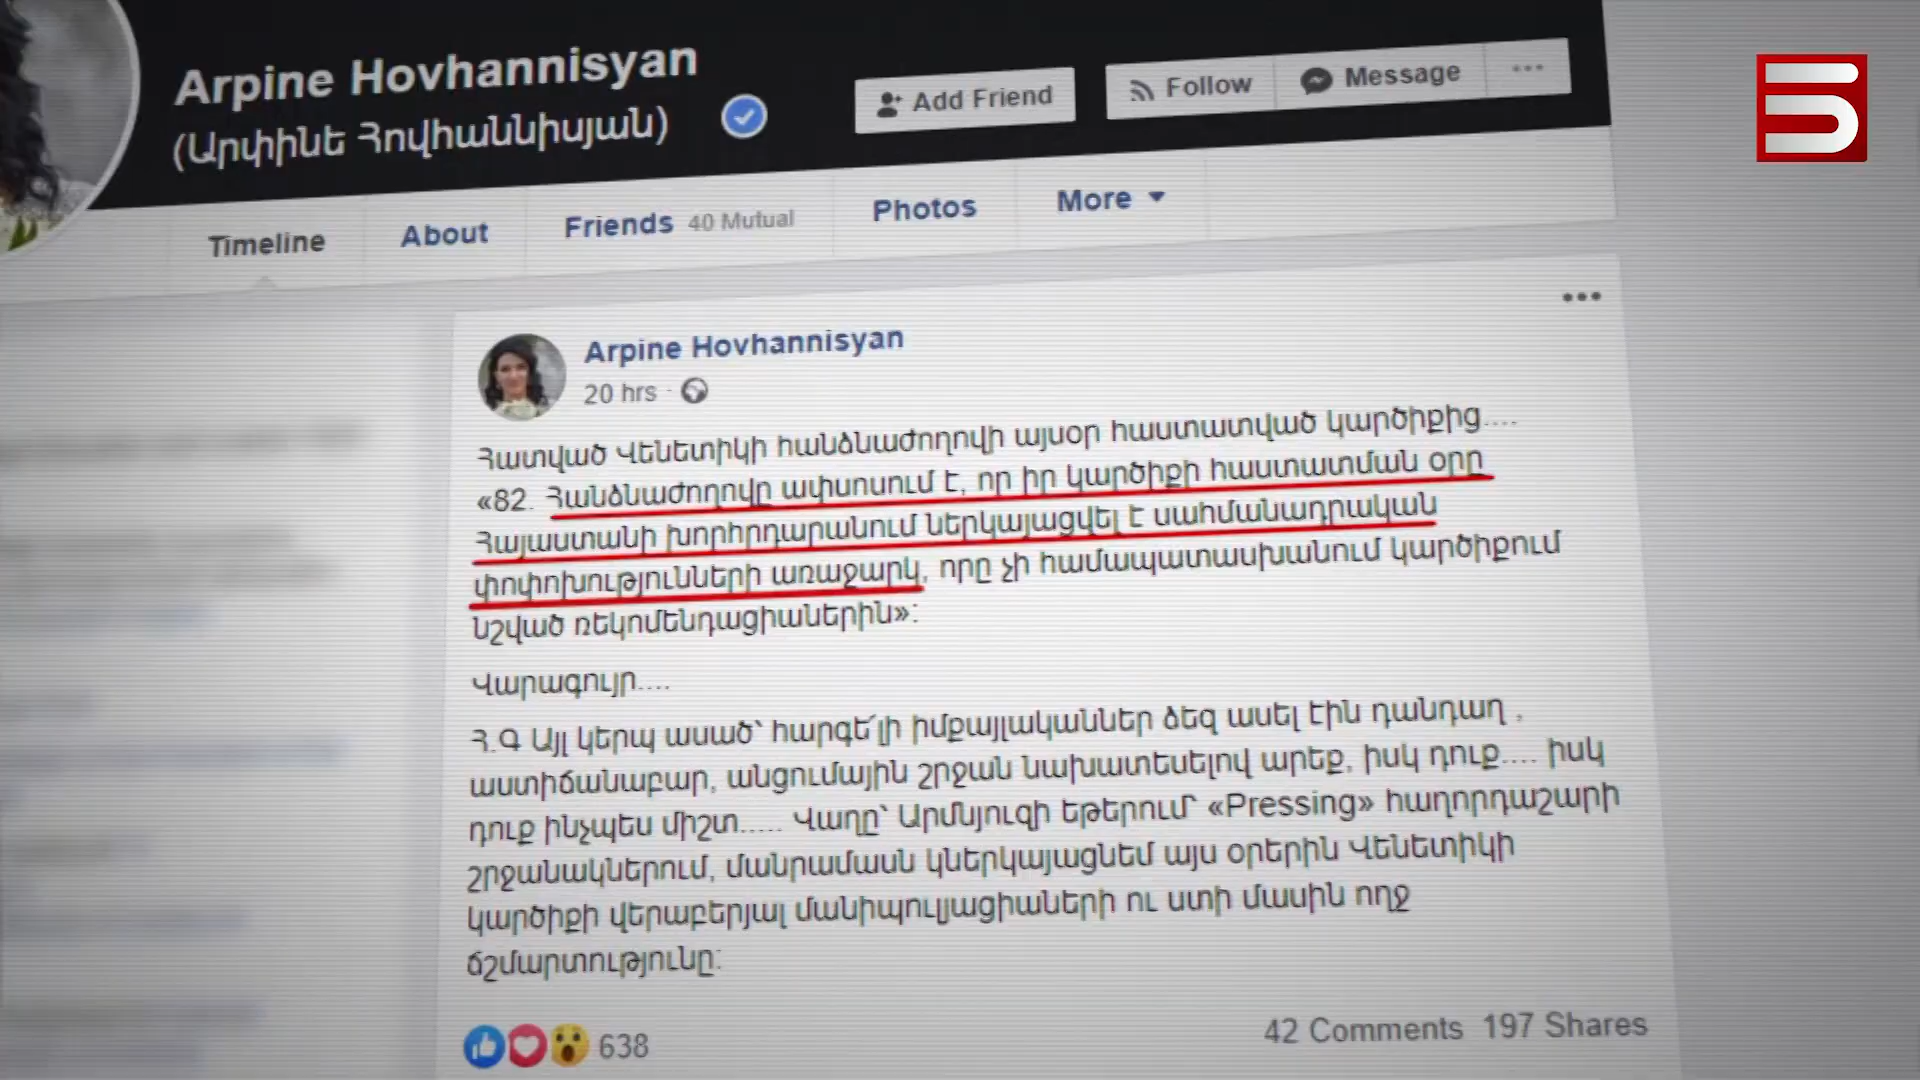 Arpine Hovhannisyan
(Արփինե Հովհաննիսյան)
Add Friend
Follow
Message
Timeline
About
Friends 40 Mutual
Photos
More
Arpine Hovhannisyan
20 hrs ·
Հատված Վենետիկի հանձնաժողովի այսօր հաստատված կարծիքից....
«82. Հանձնաժողովը ափսոսում է, որ իր կարծիքի հաստատման օրը
Հայաստանի խորհրդարանում ներկայացվել է սահմանադրական
փոփոխությունների առաջարկ, որը չի համապատասխանում կարծիքում
նշված ռեկոմենդացիաներին»:
Վարագույր....
Հ.Գ Այլ կերպ ասած՝ հարգե՛լի իմքայլականներ ձեզ ասել էին դանդաղ ,
աստիճանաբար, անցումային շրջան նախատեսելով արեք, իսկ դուք.... իսկ
դուք ինչպես միշտ..... Վաղը՝ Արմնյուզի եթերում «Pressing» հաղորդաշարի
շրջանակներում, մանրամասն կներկայացնեմ այս օրերին Վենետիկի
կարծիքի վերաբերյալ մանիպուլյացիաների ու ստի մասին ողջ
ճշմարտությունը:
638
42 Comments 197 Shares